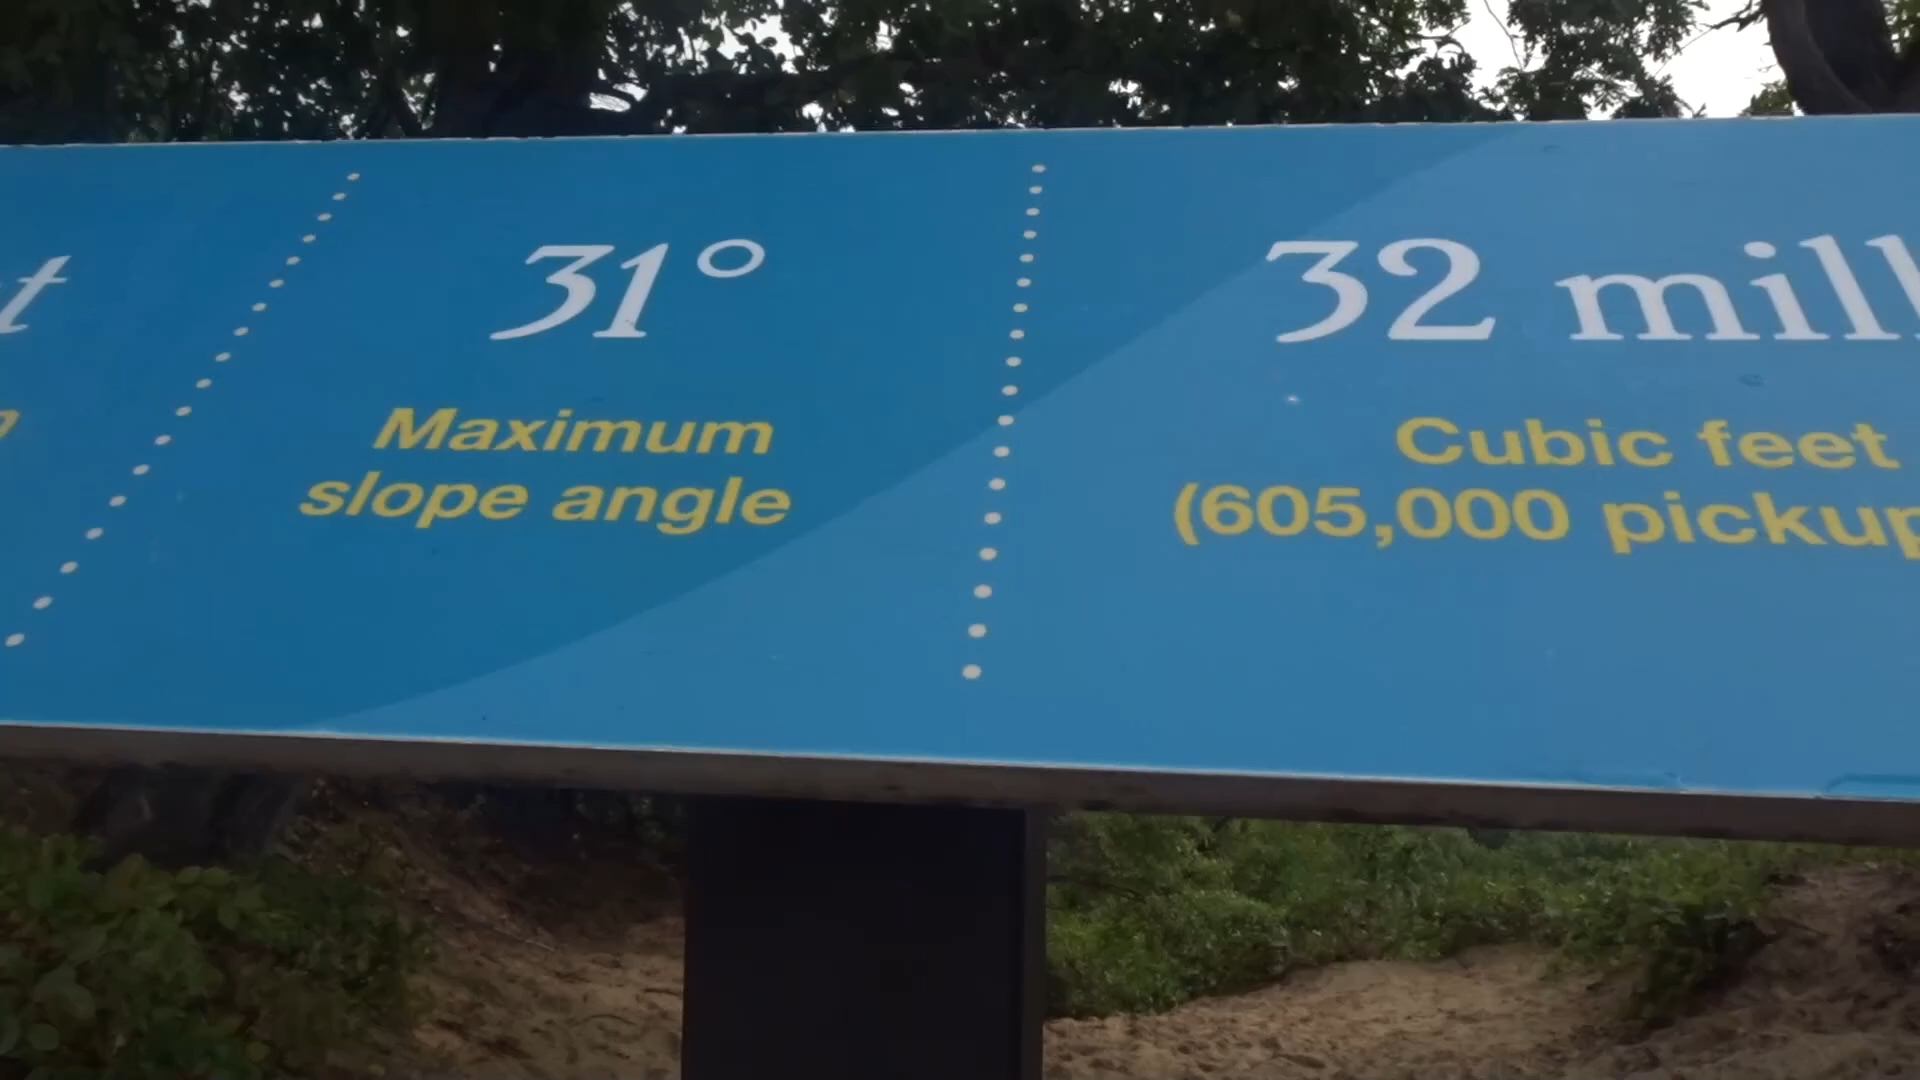 31°
Maximum
slope angle
32 mill
Cubic feet
(605,000 pickup